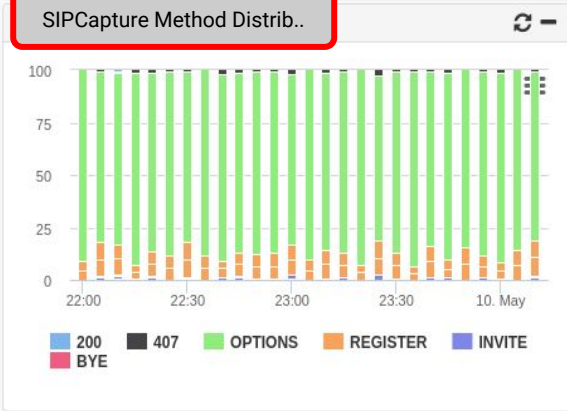 SIPCapture Method Distrib..
100
75
50
25
0
22:00 22:30 23:00 23:30 10. May
200 407 OPTIONS REGISTER INVITE
BYE